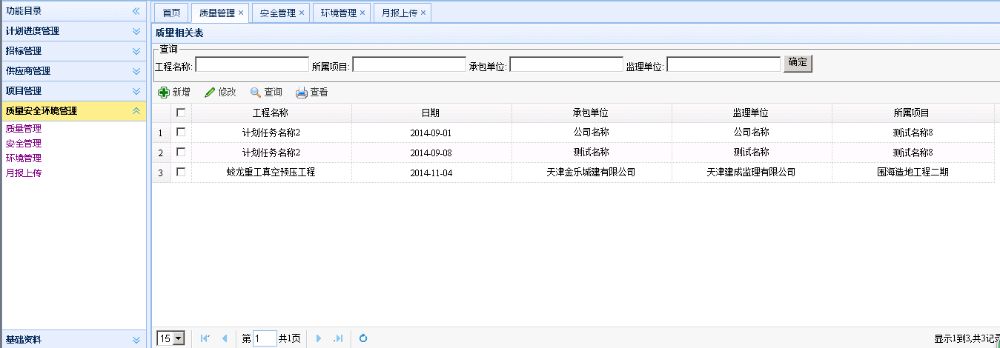 功能目录
计划进度管理
招标管理
供应商管理
项目管理
质量安全环境管理
质量管理
安全管理
环境管理
月报上传
基础资料
首页 质量管理 安全管理 环境管理 月报上传
质量相关表
查询
工程名称: 所属项目: 承包单位: 监理单位: 确定
新增 修改 查询 查看
工程名称 日期 承包单位 监理单位 所属项目
1 计划任务名称2 2014-09-01 公司名称 公司名称 测试名称8
2 计划任务名称2 2014-09-08 测试名称 测试名称 测试名称8
3 蛟龙重工真空预压工程 2014-11-04 天津金乐城建有限公司 天津建成监理有限公司 围海造地工程二期
15 第 1 共1页 显示1到3,共3记录